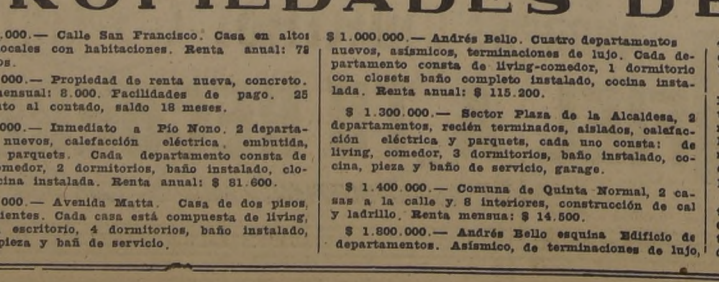 PROPIEDADES DE
.000.— Calle San Francisco. Casa en altos
ocales con habitaciones. Renta anual: 78
os.
000.— Propiedad de renta nueva, concreto.
ensual: 8.000. Facilidades de pago. 25
to al contado, saldo 18 meses.
000.— Inmediato a Pío Nono. 2 departa-
nuevos, calefacción eléctrica, embutida,
parquets. Cada departamento consta de
omedor, 2 dormitorios, baño instalado, clo-
cina instalada. Renta anual: $ 81.600.
000.— Avenida Matta. Casa de dos pisos,
ientes. Cada casa está compuesta de living,
escritorio, 4 dormitorios, baño instalado,
pieza y bañ de servicio.
$ 1.000.000.— Andrés Bello. Cuatro departamentos
nuevos, asísmicos, terminaciones de lujo. Cada de-
partamento consta de living-comedor, 1 dormitorio
con closets baño completo instalado, cocina insta-
lada. Renta anual: $ 115.200.
$ 1.300.000.— Sector Plaza de la Alcaldesa, 2
departamentos, recién terminados, aislados, calefac-
ción eléctrica y parquets, cada uno consta: de
living, comedor, 3 dormitorios, baño instalado, co-
cina, pieza y baño de servicio, garage.
$ 1.400.000.— Comuna de Quinta Normal, 2 ca-
sas a la calle y 8 interiores, construcción de cal
y ladrillo. Renta mensua: $ 14.500.
$ 1.800.000.— Andrés Bello esquina Edificio de
departamentos. Asísmico, de terminaciones de lujo,